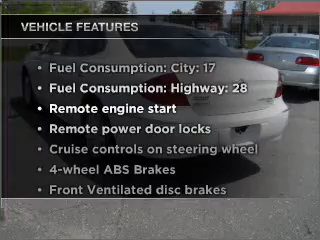 VEHICLE FEATURES
• Fuel Consumption: City: 17
• Fuel Consumption: Highway: 28
• Remote engine start
• Remote power door locks
• Cruise controls on steering wheel
• 4-wheel ABS Brakes
• Front Ventilated disc brakes